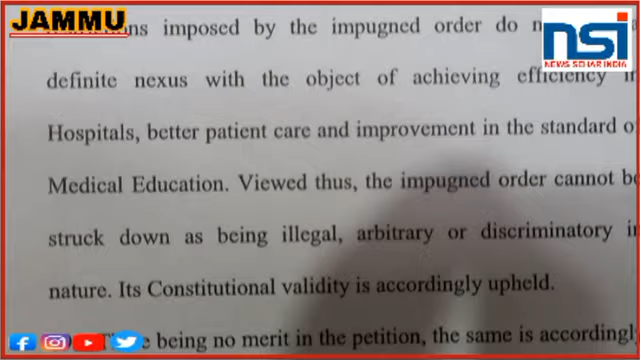 JAMMU
imposed by the impugned order do
nsi
NEWS SEHAR INDIA
definite nexus with the object of achieving efficiency
Hospitals, better patient care and improvement in the standard
Medical Education. Viewed thus, the impugned order cannot
struck down as being illegal, arbitrary or discriminatory
nature. Its Constitutional validity is accordingly upheld.
being no merit in the petition, the same is accordingly